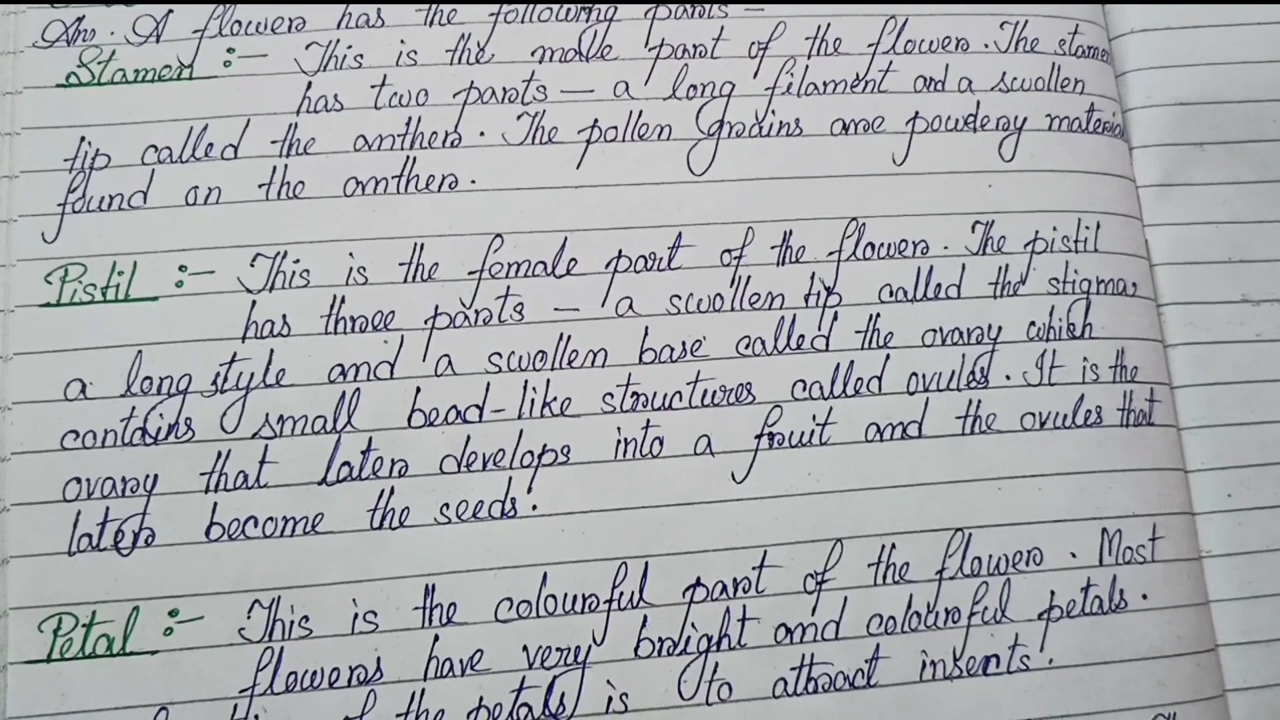 Ans. A flower has the following parts –
Stamen :– This is the male part of the flower. The stamen
has two parts – a long filament and a swollen
tip called the anther. The pollen grains are powdery material
found on the anther.
Pistil :– This is the female part of the flower. The pistil
has three parts – a swollen tip called the stigma,
a long style and a swollen base called the ovary which
contains small bead-like structures called ovules. It is the
ovary that later develops into a fruit and the ovules that
later become the seeds.
Petal :– This is the colourful part of the flower. Most
flowers have very bright and colourful petals.
of the petals is to attract insents.